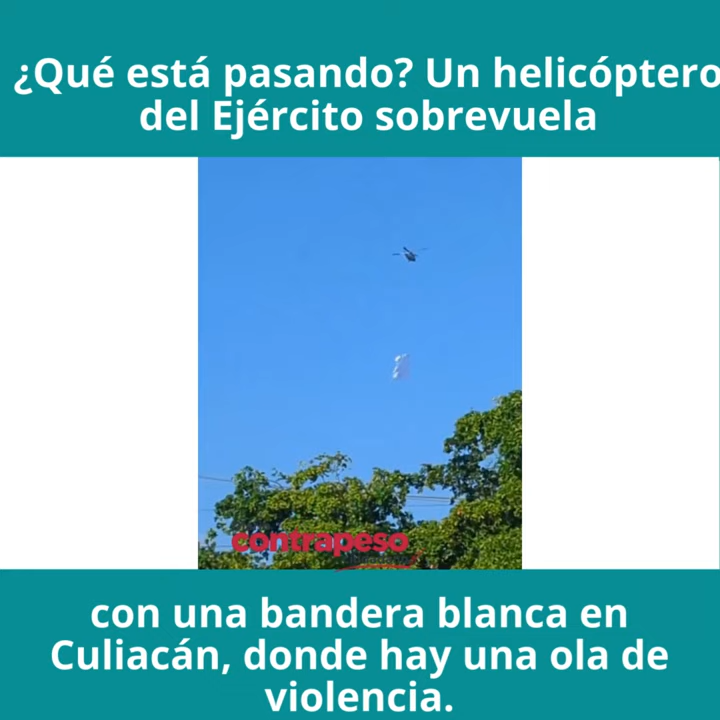 ¿Qué está pasando? Un helicóptero
del Ejército sobrevuela
contrapeso
con una bandera blanca en
Culiacán, donde hay una ola de
violencia.